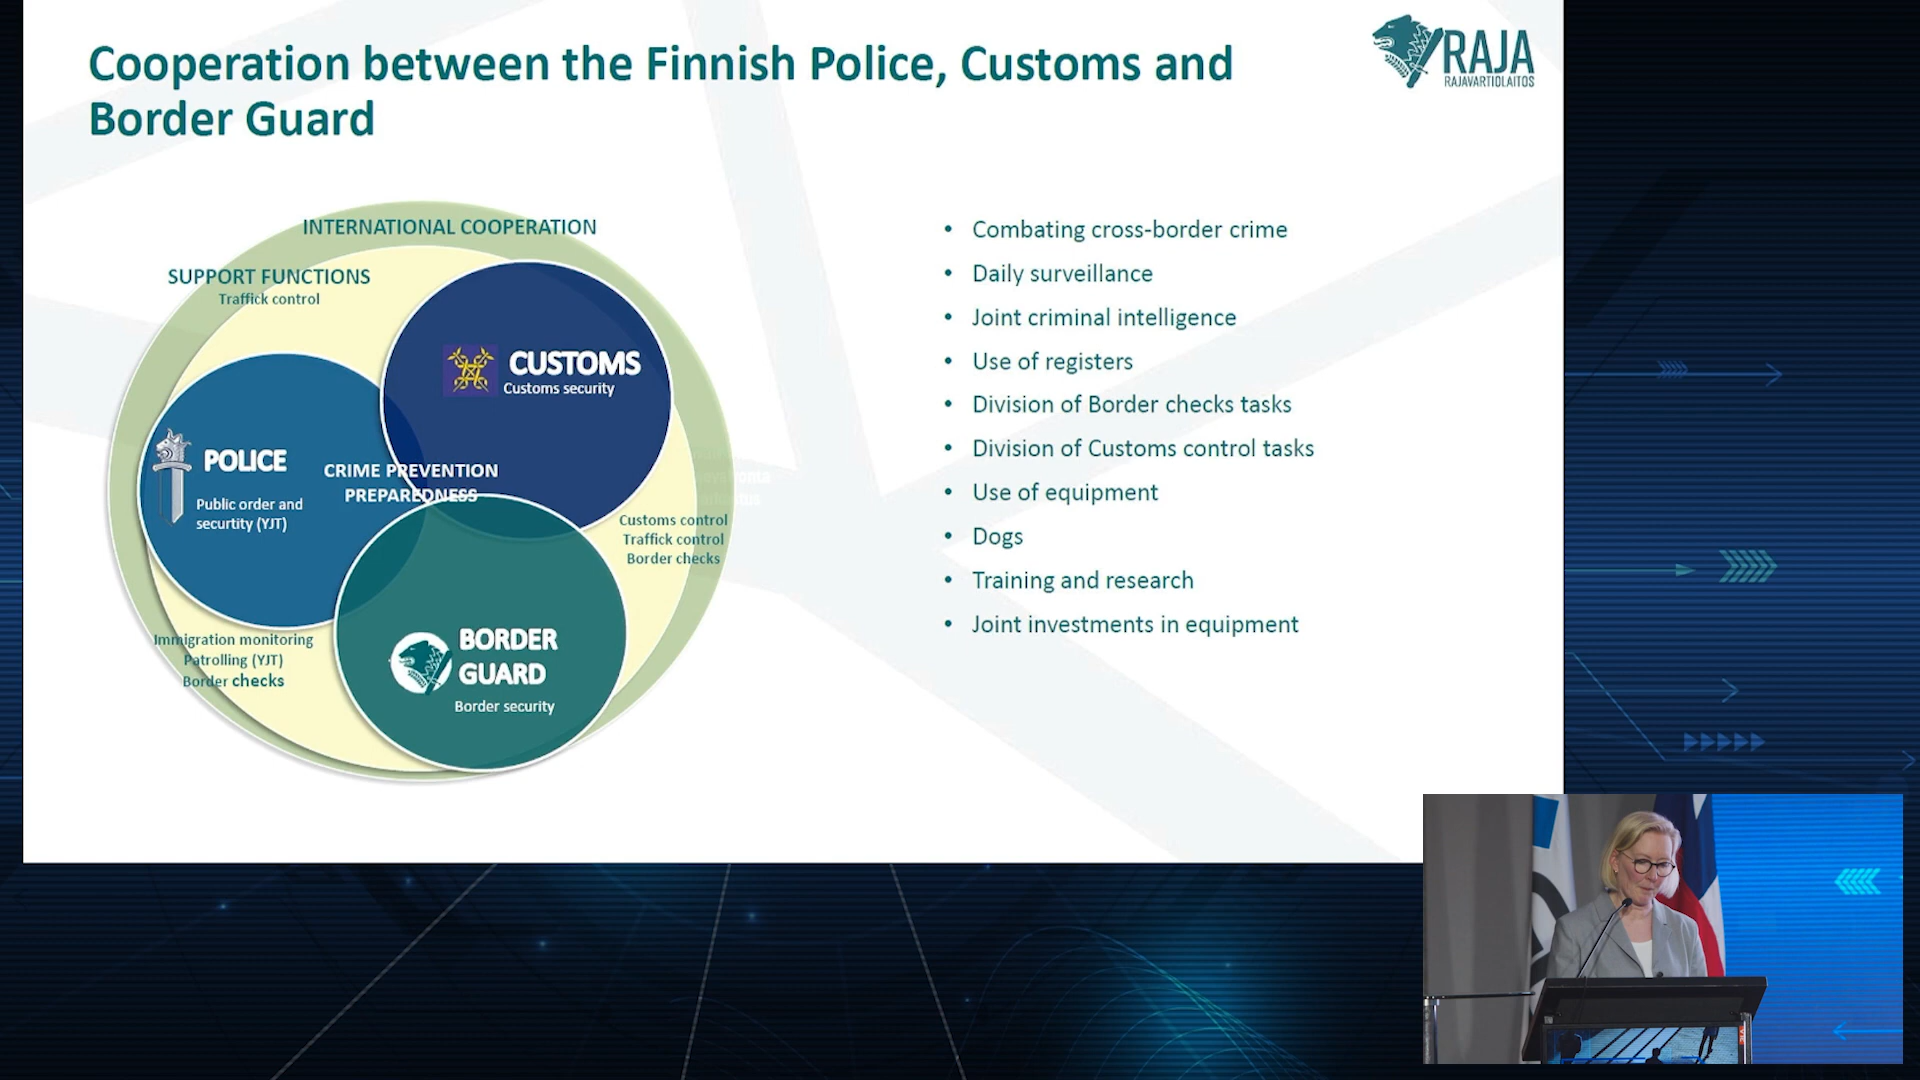 Cooperation between the Finnish Police, Customs and
Border Guard
RAJA
RAJAVARTIOLAITOS
INTERNATIONAL COOPERATION
SUPPORT FUNCTIONS
Traffick control
CUSTOMS
Customs security
POLICE
Public order and
securtity (YJT)
CRIME PREVENTION
PREPAREDNESS
Customs control
Traffick control
Border checks
Immigration monitoring
Patrolling (YJT)
Border checks
BORDER
GUARD
Border security
• Combating cross-border crime
• Daily surveillance
• Joint criminal intelligence
• Use of registers
• Division of Border checks tasks
• Division of Customs control tasks
• Use of equipment
• Dogs
• Training and research
• Joint investments in equipment